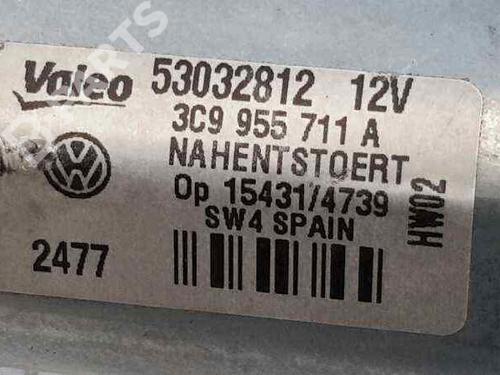 Valeo 53032812 12V
3C9 955 711 A
NAHENTSTOERT
Op 15431/4739
SW4 SPAIN
HW02
2477